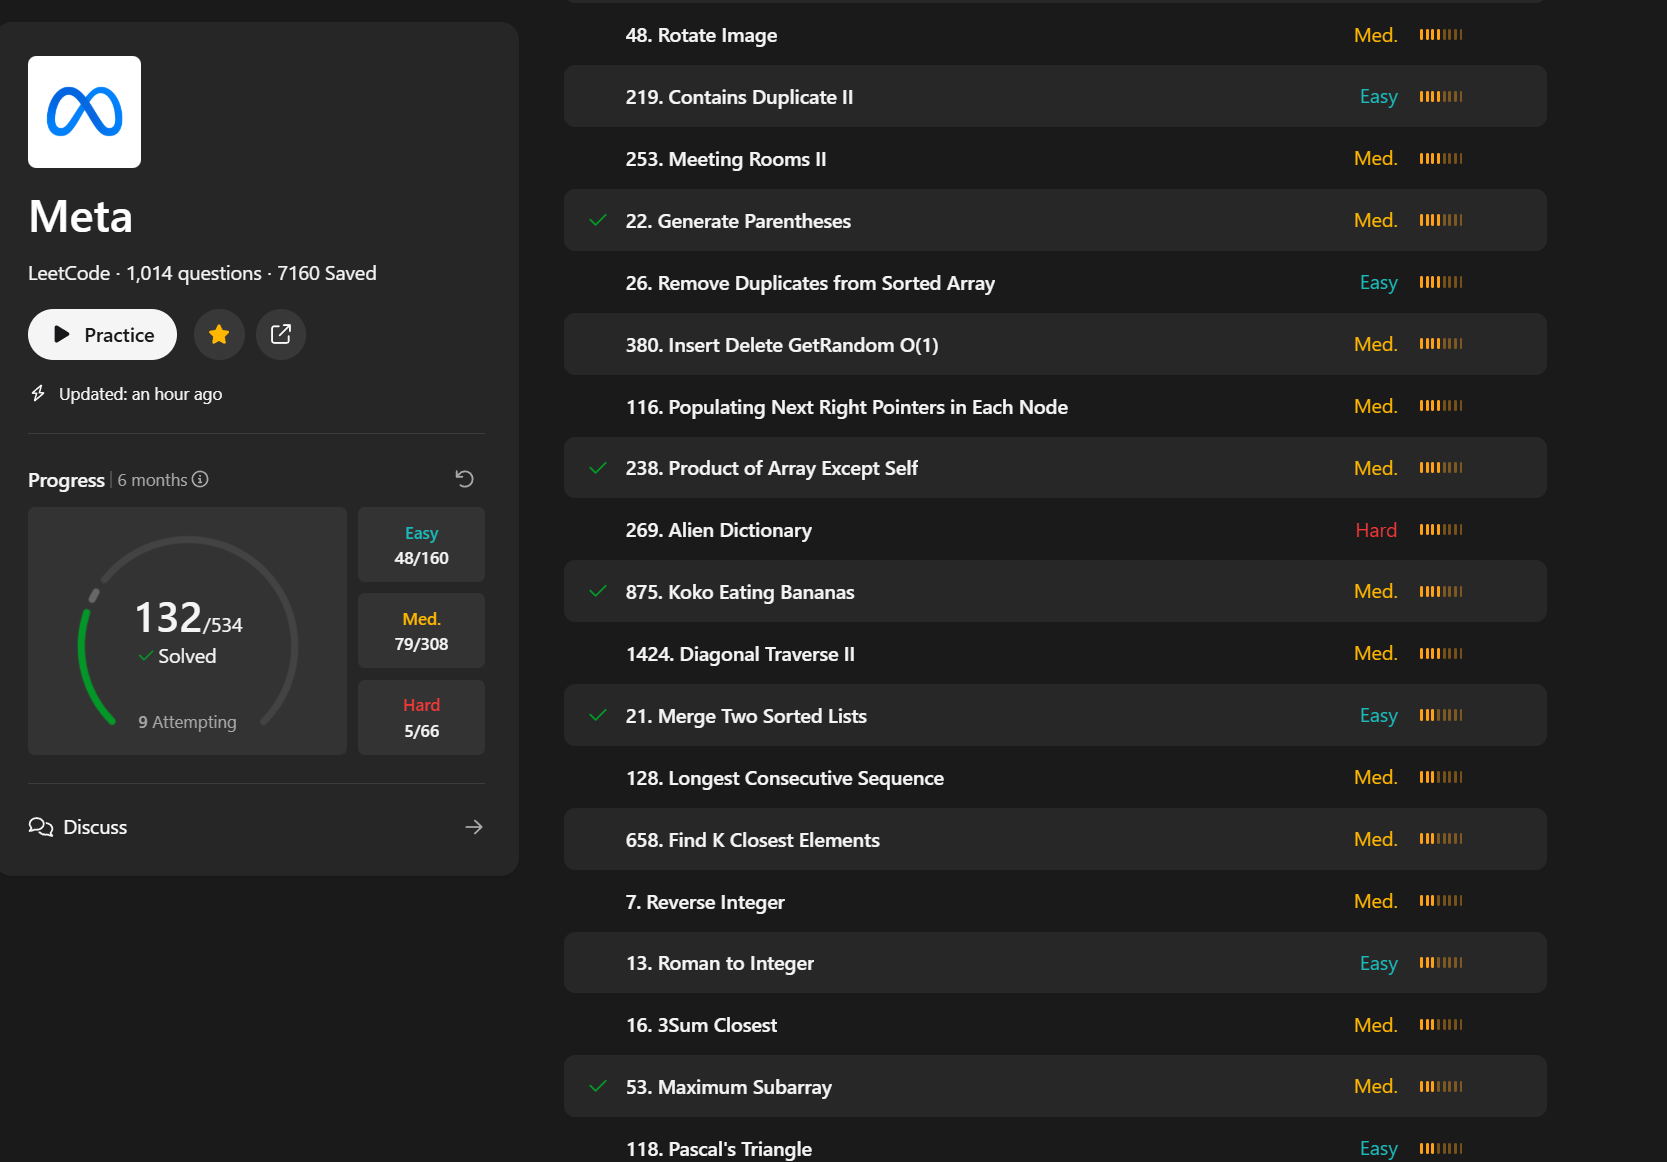 Meta
LeetCode · 1,014 questions · 7160 Saved
Practice
Updated: an hour ago
Progress | 6 months
132/534
Solved
9 Attempting
Easy
48/160
Med.
79/308
Hard
5/66
Discuss
48. Rotate Image Med.
219. Contains Duplicate II Easy
253. Meeting Rooms II Med.
22. Generate Parentheses Med.
26. Remove Duplicates from Sorted Array Easy
380. Insert Delete GetRandom O(1) Med.
116. Populating Next Right Pointers in Each Node Med.
238. Product of Array Except Self Med.
269. Alien Dictionary Hard
875. Koko Eating Bananas Med.
1424. Diagonal Traverse II Med.
21. Merge Two Sorted Lists Easy
128. Longest Consecutive Sequence Med.
658. Find K Closest Elements Med.
7. Reverse Integer Med.
13. Roman to Integer Easy
16. 3Sum Closest Med.
53. Maximum Subarray Med.
118. Pascal's Triangle Easy